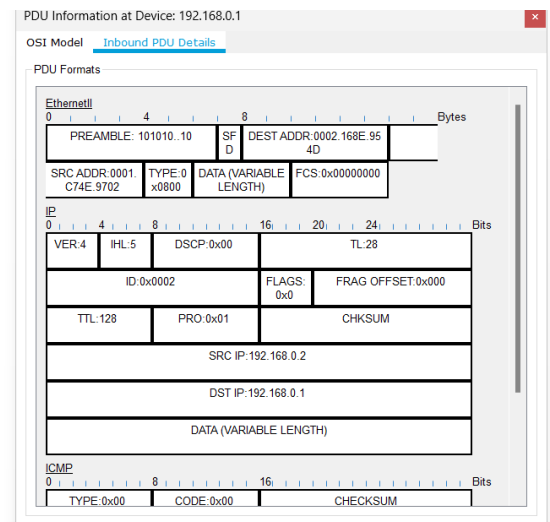 PDU Information at Device: 192.168.0.1
OSI Model Inbound PDU Details
PDU Formats
EthernetII
0 4 8 Bytes
PREAMBLE: 101010..10 SF DEST ADDR:0002.168E.95
D 4D
SRC ADDR:0001. TYPE:0 DATA (VARIABLE FCS:0x00000000
C74E.9702 x0800 LENGTH)
IP
0 4 8 16 20 24 Bits
VER:4 IHL:5 DSCP:0x00 TL:28
ID:0x0002 FLAGS: FRAG OFFSET:0x000
0x0
TTL:128 PRO:0x01 CHKSUM
SRC IP:192.168.0.2
DST IP:192.168.0.1
DATA (VARIABLE LENGTH)
ICMP
0 8 16 Bits
TYPE:0x00 CODE:0x00 CHECKSUM